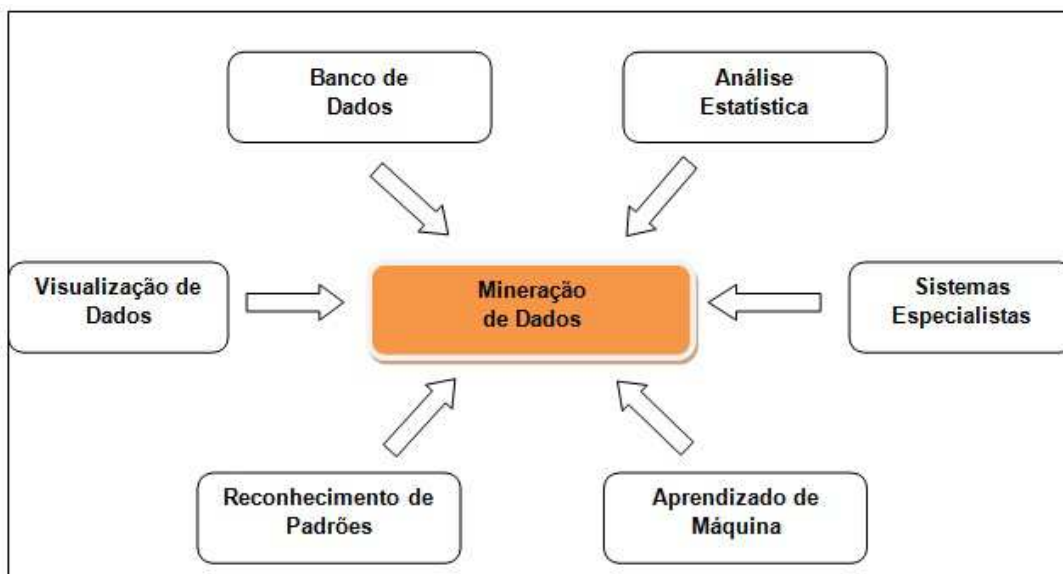 Banco de
Dados
Análise
Estatística
Visualização de
Dados
Mineração
de Dados
Sistemas
Especialistas
Reconhecimento de
Padrões
Aprendizado de
Máquina